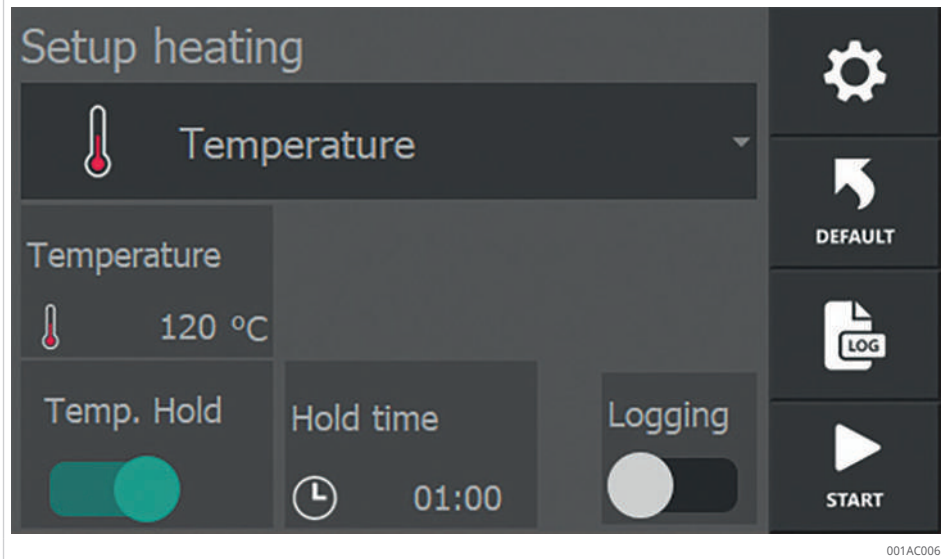 Setup heating
Temperature
DEFAULT
Temperature
120 °C
LOG
Temp. Hold
Hold time
Logging
01:00
START
001AC006